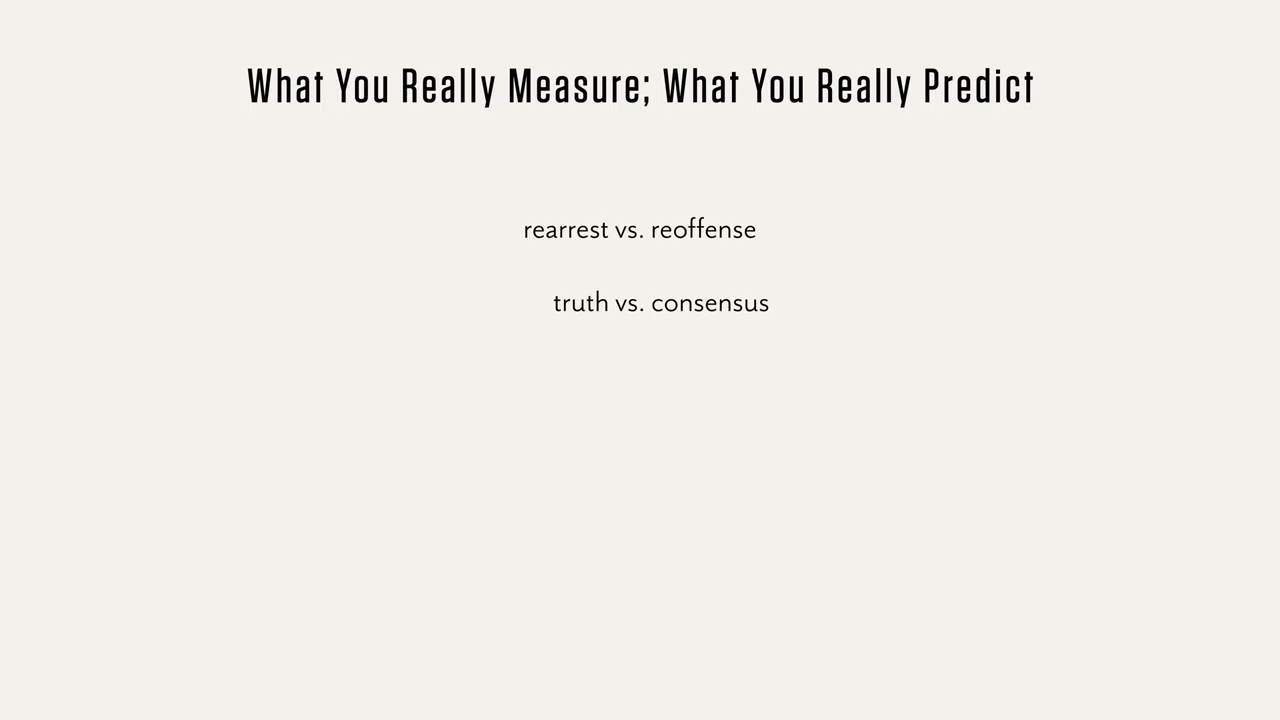 What You Really Measure; What You Really Predict
rearrest vs. reoffense
truth vs. consensus